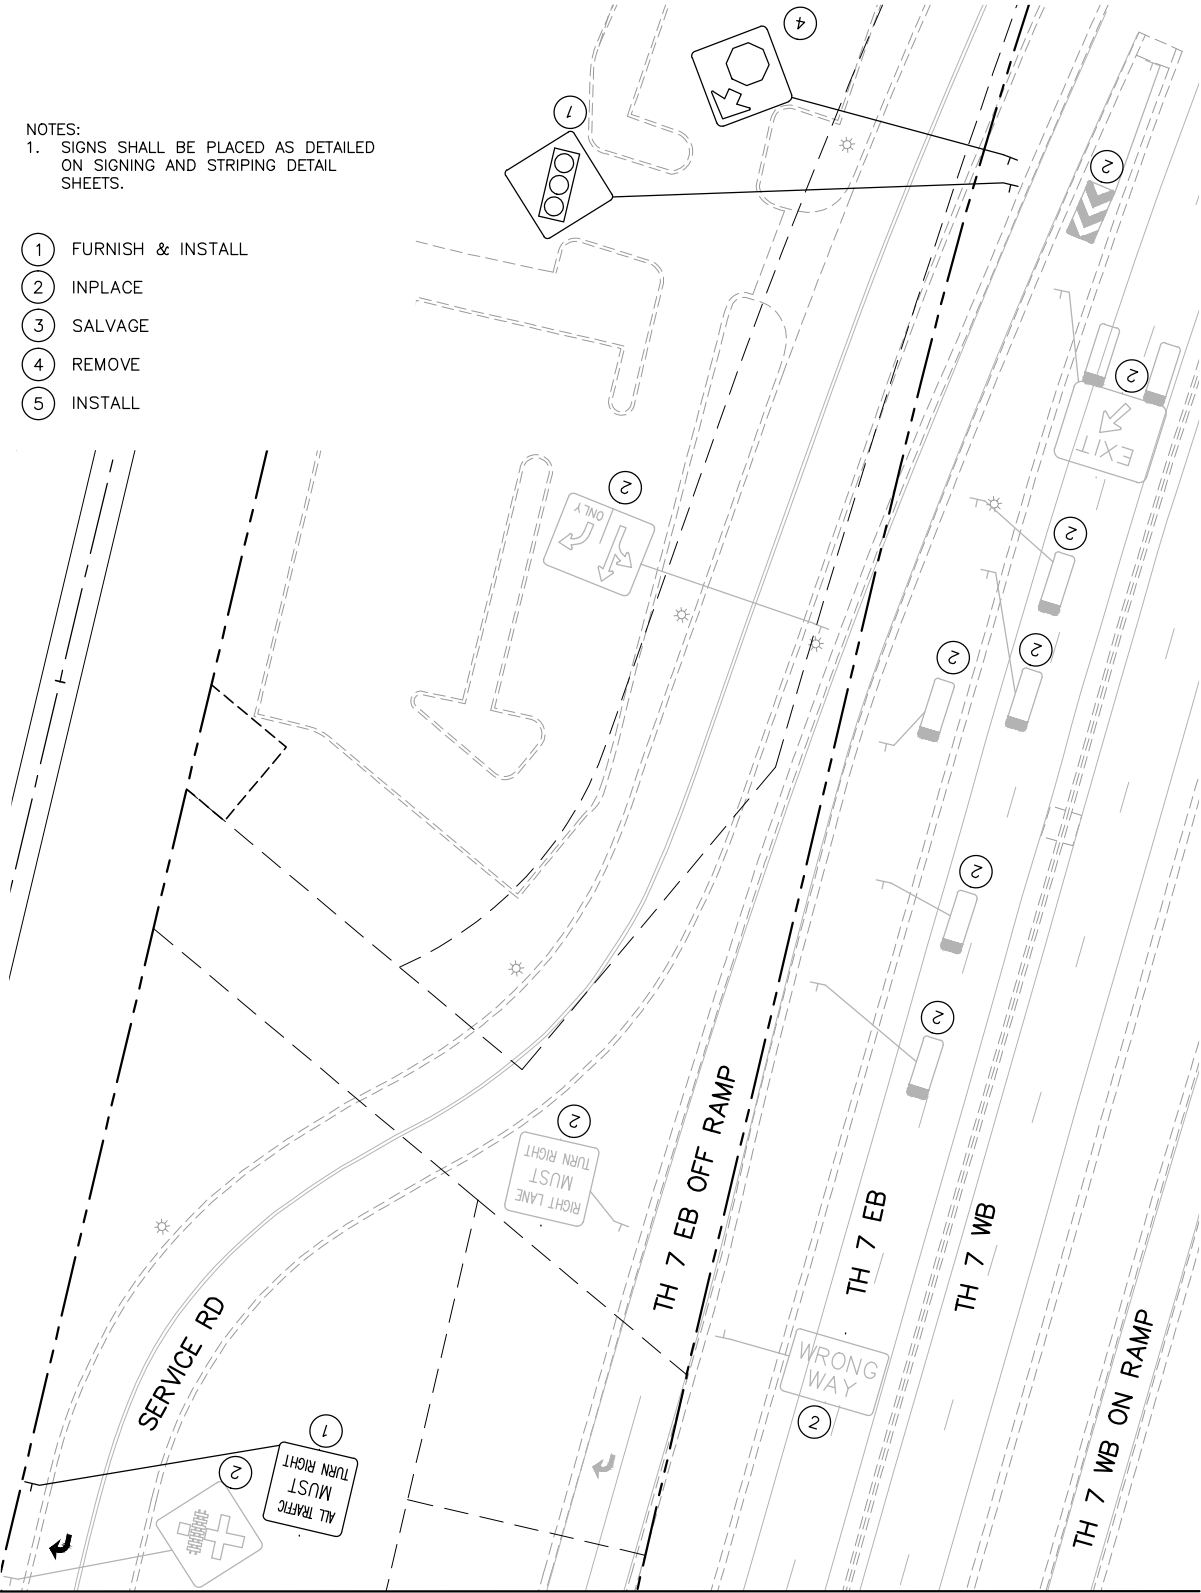 NOTES:
1. SIGNS SHALL BE PLACED AS DETAILED
ON SIGNING AND STRIPING DETAIL
SHEETS.
1 FURNISH & INSTALL
2 INPLACE
3 SALVAGE
4 REMOVE
5 INSTALL
4
1
2
2
EXIT
2
ONLY
2
2
2
2
2
2
RIGHT LANE
MUST
TURN RIGHT
TH 7 EB OFF RAMP
TH 7 EB
TH 7 WB
TH 7 WB ON RAMP
SERVICE RD
WRONG
WAY
2
1
ALL TRAFFIC
MUST
TURN RIGHT
2